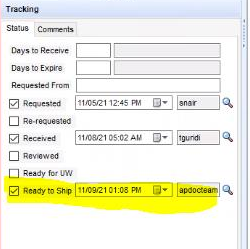 Tracking
Status Comments
Days to Receive
Days to Expire
Requested From
Requested 11/05/21 12:45 PM snair
Re-requested
Received 11/08/21 05:02 AM fguridi
Reviewed
Ready for UW
Ready to Ship 11/09/21 01:08 PM apdocteam